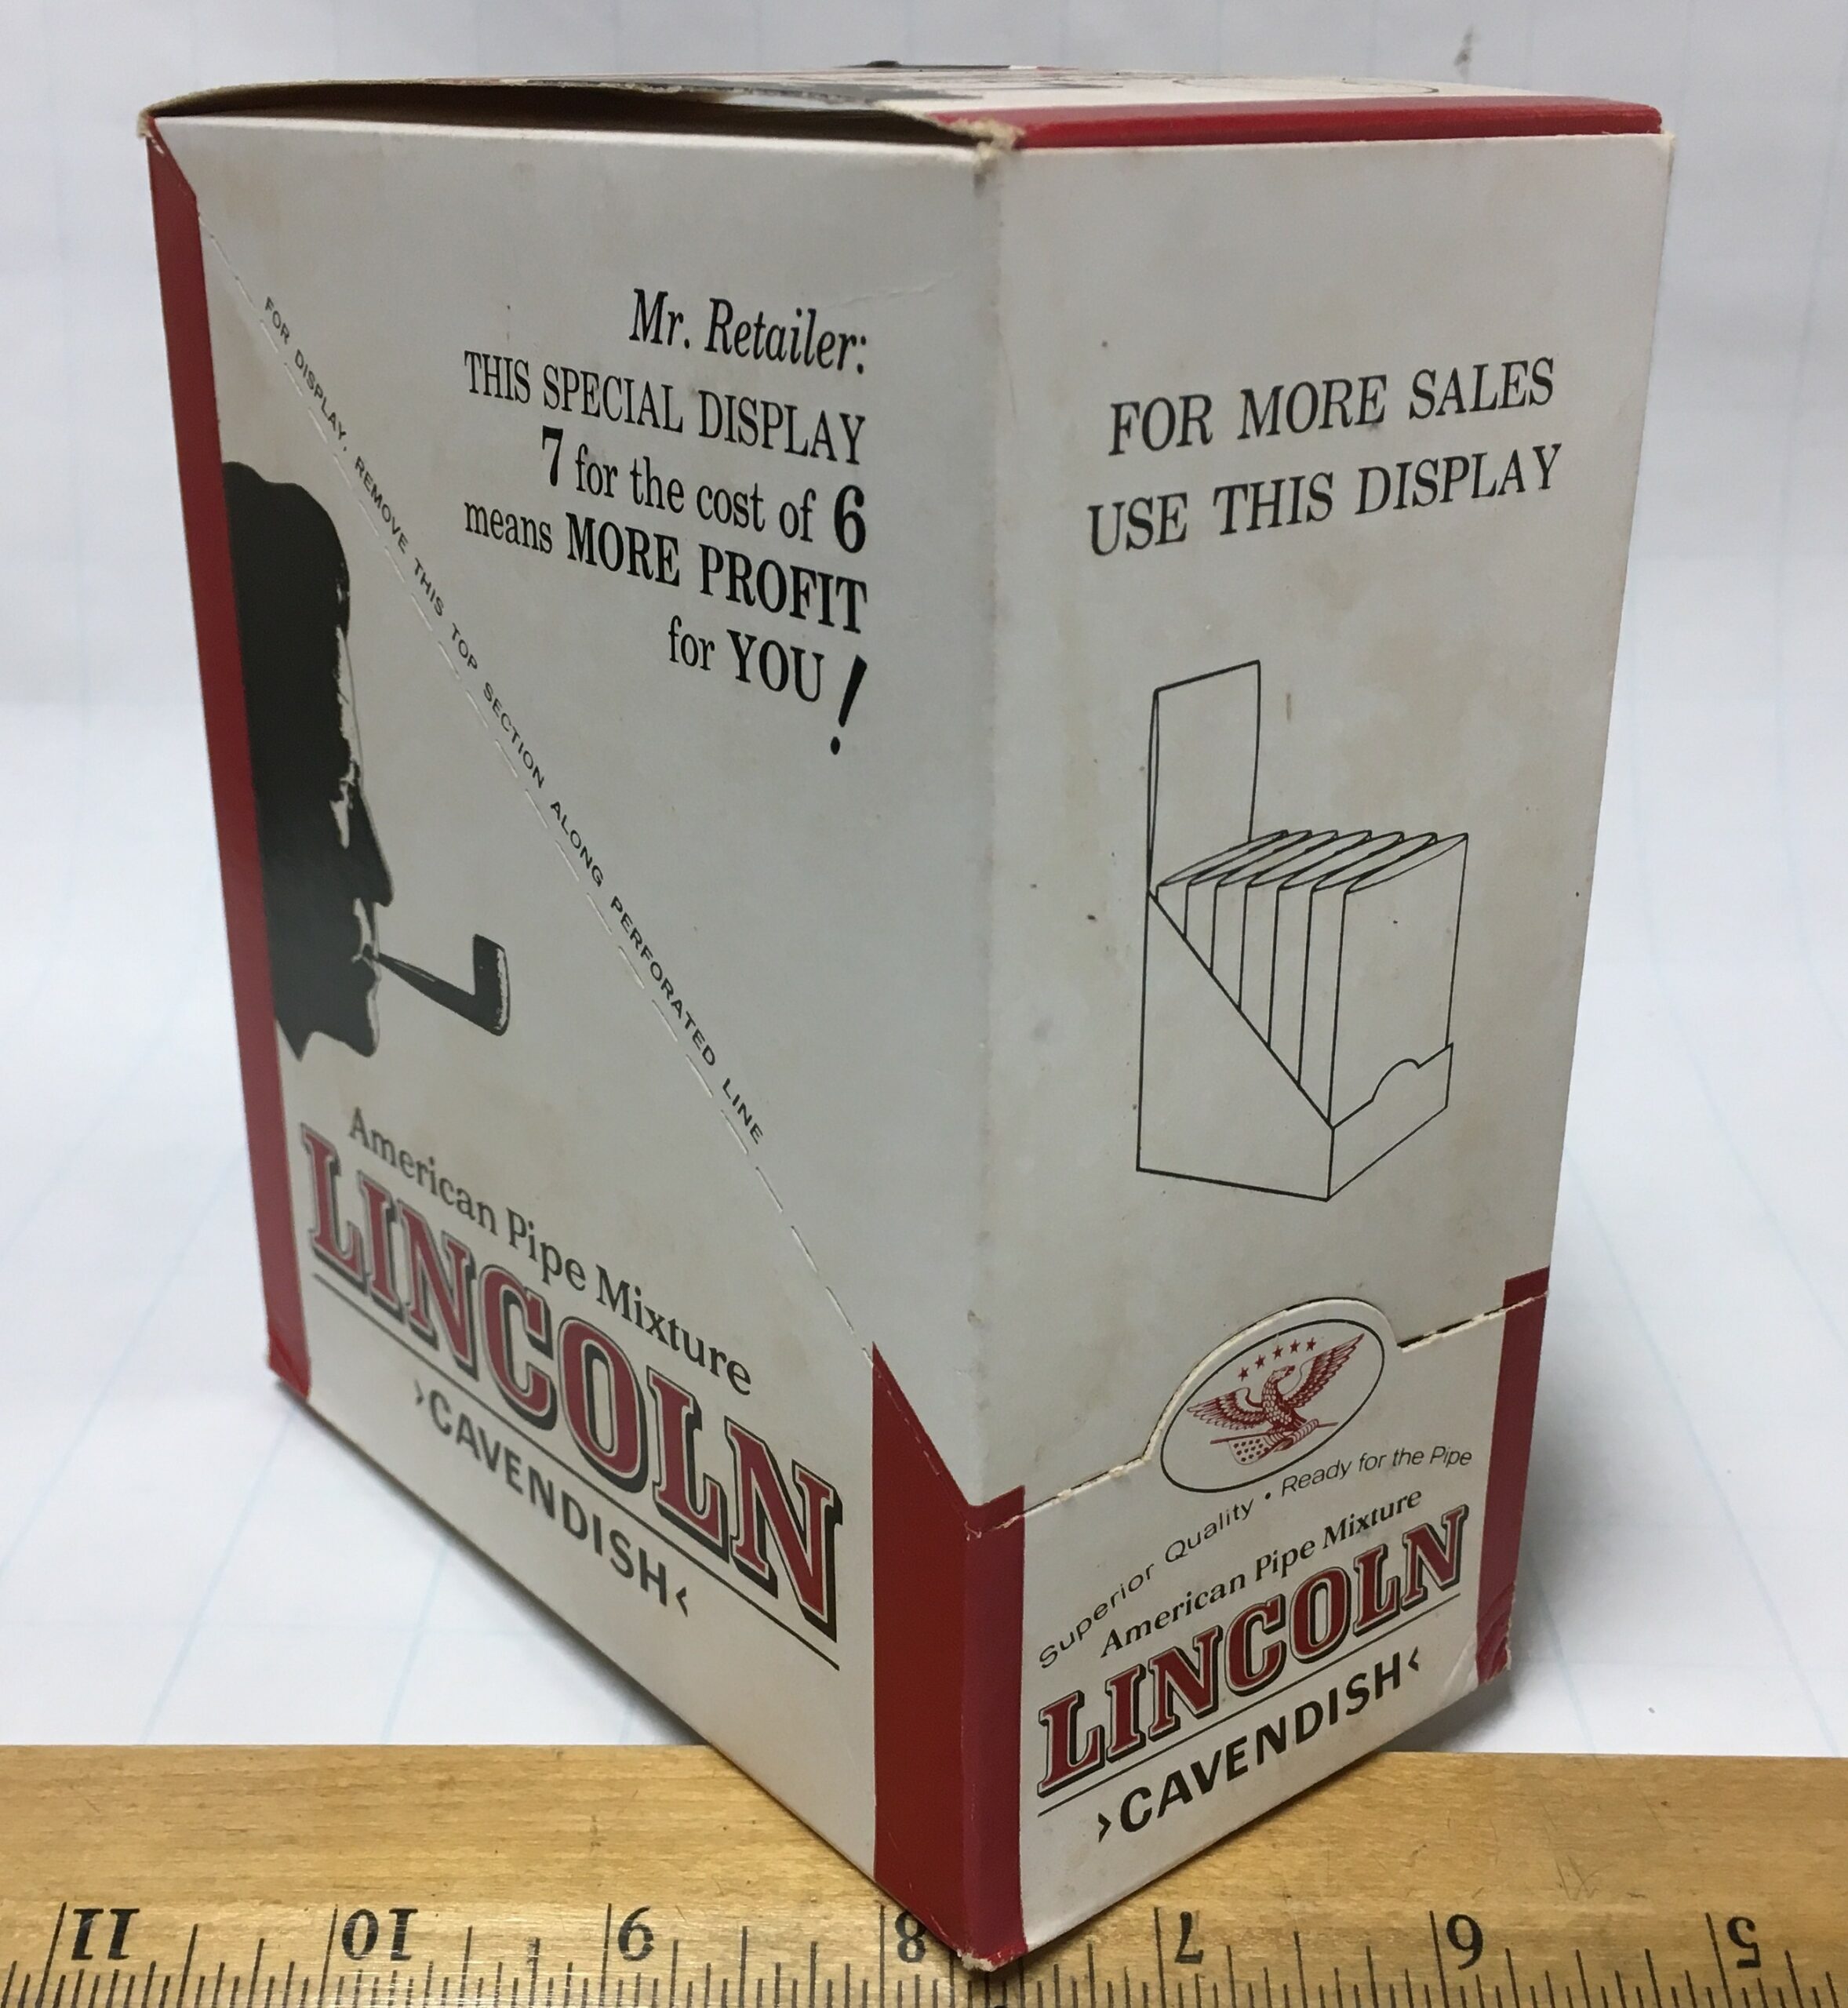 Mr. Retailer:
THIS SPECIAL DISPLAY
7 for the cost of 6
means MORE PROFIT
for YOU!
FOR DISPLAY, REMOVE THIS TOP SECTION ALONG PERFORATED LINE
American Pipe Mixture
LINCOLN
›CAVENDISH‹
FOR MORE SALES
USE THIS DISPLAY
Superior Quality • Ready for the Pipe
American Pipe Mixture
LINCOLN
›CAVENDISH‹
11 10 9 8 7 6 5